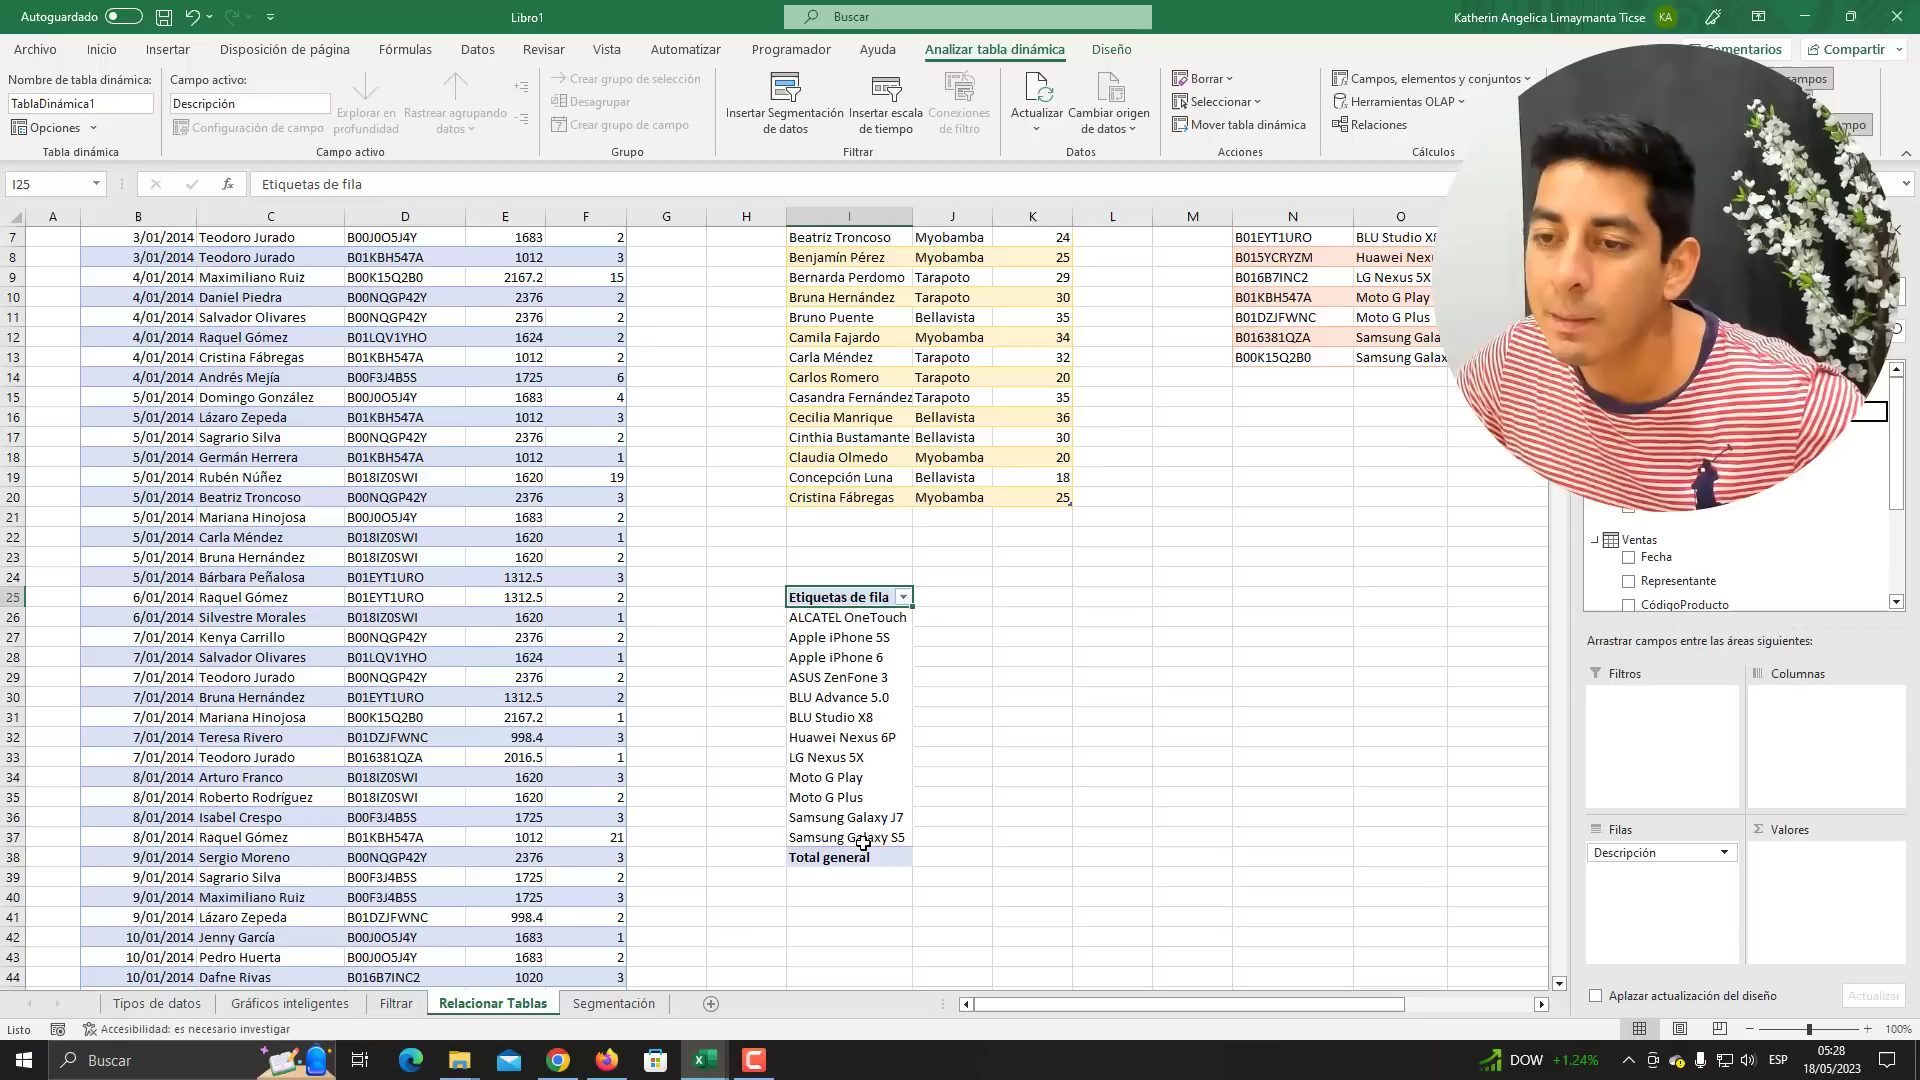 Autoguardado
Libro1
Buscar
Katherin Angelica Limaymanta Ticse KA
Archivo Inicio Insertar Disposición de página Fórmulas Datos Revisar Vista Automatizar Programador Ayuda Analizar tabla dinámica Diseño Comentarios Compartir
Nombre de tabla dinámica:
TablaDinámica1
Opciones
Tabla dinámica
Campo activo:
Descripción
Configuración de campo
Explorar en profundidad
Rastrear agrupando datos
Campo activo
Crear grupo de selección
Desagrupar
Crear grupo de campo
Grupo
Insertar Segmentación de datos
Insertar escala de tiempo
Conexiones de filtro
Filtrar
Actualizar
Cambiar origen de datos
Datos
Borrar
Seleccionar
Mover tabla dinámica
Acciones
Campos, elementos y conjuntos
Herramientas OLAP
Relaciones
Cálculos
I25
fx
Etiquetas de fila
A B C D E F G H I J K L M N O
7 3/01/2014 Teodoro Jurado B00J0O5J4Y 1683 2 Beatriz Troncoso Myobamba 24 B01EYT1URO BLU Studio X8
8 3/01/2014 Teodoro Jurado B01KBH547A 1012 3 Benjamín Pérez Myobamba 25 B015YCRYZM Huawei Nexu
9 4/01/2014 Maximiliano Ruiz B00K15Q2B0 2167.2 15 Bernarda Perdomo Tarapoto 29 B016B7INC2 LG Nexus 5X
10 4/01/2014 Daniel Piedra B00NQGP42Y 2376 2 Bruna Hernández Tarapoto 30 B01KBH547A Moto G Play
11 4/01/2014 Salvador Olivares B00NQGP42Y 2376 2 Bruno Puente Bellavista 35 B01DZJFWNC Moto G Plus
12 4/01/2014 Raquel Gómez B01LQV1YHO 1624 2 Camila Fajardo Myobamba 34 B016381QZA Samsung Gala
13 4/01/2014 Cristina Fábregas B01KBH547A 1012 2 Carla Méndez Tarapoto 32 B00K15Q2B0 Samsung Galax
14 4/01/2014 Andrés Mejía B00F3J4B5S 1725 6 Carlos Romero Tarapoto 20
15 5/01/2014 Domingo González B00J0O5J4Y 1683 4 Casandra Fernández Tarapoto 35
16 5/01/2014 Lázaro Zepeda B01KBH547A 1012 3 Cecilia Manrique Bellavista 36
17 5/01/2014 Sagrario Silva B00NQGP42Y 2376 2 Cinthia Bustamante Bellavista 30
18 5/01/2014 Germán Herrera B01KBH547A 1012 1 Claudia Olmedo Myobamba 20
19 5/01/2014 Rubén Núñez B018IZ0SWI 1620 19 Concepción Luna Bellavista 18
20 5/01/2014 Beatriz Troncoso B00NQGP42Y 2376 3 Cristina Fábregas Myobamba 25
21 5/01/2014 Mariana Hinojosa B00J0O5J4Y 1683 2
22 5/01/2014 Carla Méndez B018IZ0SWI 1620 1
23 5/01/2014 Bruna Hernández B018IZ0SWI 1620 2
24 5/01/2014 Bárbara Peñalosa B01EYT1URO 1312.5 3
25 6/01/2014 Raquel Gómez B01EYT1URO 1312.5 2 Etiquetas de fila
26 6/01/2014 Silvestre Morales B018IZ0SWI 1620 1 ALCATEL OneTouch
27 7/01/2014 Kenya Carrillo B00NQGP42Y 2376 2 Apple iPhone 5S
28 7/01/2014 Salvador Olivares B01LQV1YHO 1624 1 Apple iPhone 6
29 7/01/2014 Teodoro Jurado B00NQGP42Y 2376 2 ASUS ZenFone 3
30 7/01/2014 Bruna Hernández B01EYT1URO 1312.5 2 BLU Advance 5.0
31 7/01/2014 Mariana Hinojosa B00K15Q2B0 2167.2 1 BLU Studio X8
32 7/01/2014 Teresa Rivero B01DZJFWNC 998.4 3 Huawei Nexus 6P
33 7/01/2014 Teodoro Jurado B016381QZA 2016.5 1 LG Nexus 5X
34 8/01/2014 Arturo Franco B018IZ0SWI 1620 3 Moto G Play
35 8/01/2014 Roberto Rodríguez B018IZ0SWI 1620 2 Moto G Plus
36 8/01/2014 Isabel Crespo B00F3J4B5S 1725 3 Samsung Galaxy J7
37 8/01/2014 Raquel Gómez B01KBH547A 1012 21 Samsung Galaxy S5
38 9/01/2014 Sergio Moreno B00NQGP42Y 2376 3 Total general
39 9/01/2014 Sagrario Silva B00F3J4B5S 1725 2
40 9/01/2014 Maximiliano Ruiz B00F3J4B5S 1725 3
41 9/01/2014 Lázaro Zepeda B01DZJFWNC 998.4 2
42 10/01/2014 Jenny García B00J0O5J4Y 1683 1
43 10/01/2014 Pedro Huerta B00J0O5J4Y 1683 2
44 10/01/2014 Dafne Rivas B016B7INC2 1020 3
Ventas
Fecha
Representante
CódigoProducto
Arrastrar campos entre las áreas siguientes:
Filtros
Columnas
Filas
Valores
Descripción
Aplazar actualización del diseño
Actualizar
Tipos de datos Gráficos inteligentes Filtrar Relacionar Tablas Segmentación
Listo Accesibilidad: es necesario investigar 100%
Buscar
DOW +1.24%
ESP
05:28
18/05/2023